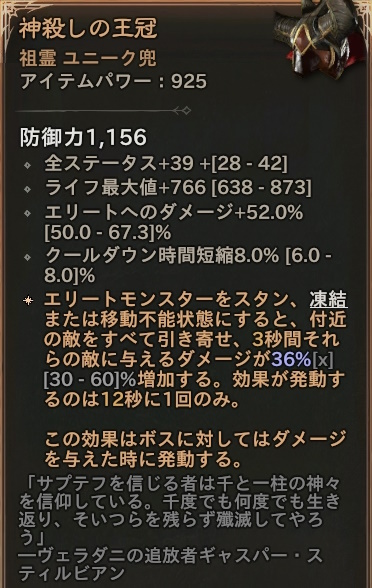 神殺しの王冠
祖霊 ユニーク兜
アイテムパワー：925
防御力1,156
全ステータス+39 +[28 - 42]
ライフ最大値+766 [638 - 873]
エリートへのダメージ+52.0%
[50.0 - 67.3]%
クールダウン時間短縮8.0% [6.0 -
8.0]%
エリートモンスターをスタン、凍結
または移動不能状態にすると、付近
の敵をすべて引き寄せ、3秒間それ
らの敵に与えるダメージが36%[x]
[30 - 60]%増加する。効果が発動す
るのは12秒に1回のみ。
この効果はボスに対してはダメージ
を与えた時に発動する。
「サプテフを信じる者は千と一柱の神々
を信仰している。千度でも何度でも生き
返り、そいつらを残らず殲滅してやろ
う」
—ヴェラダニの追放者ギャスパー・ス
ティルビアン